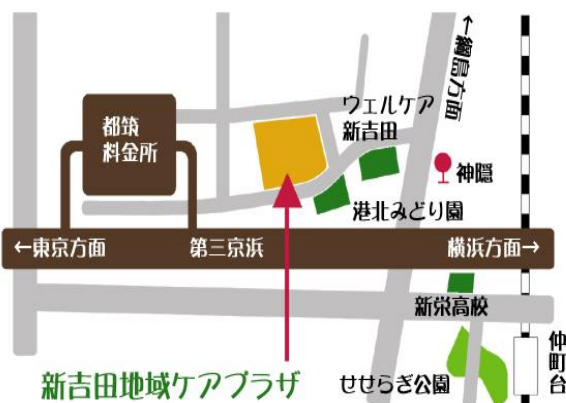 ←綱島方面
ウェルケア
新吉田
都筑
料金所
神隠
港北みどり園
←東京方面
第三京浜
横浜方面→
新栄高校
仲町台
新吉田地域ケアプラザ
せせらぎ公園